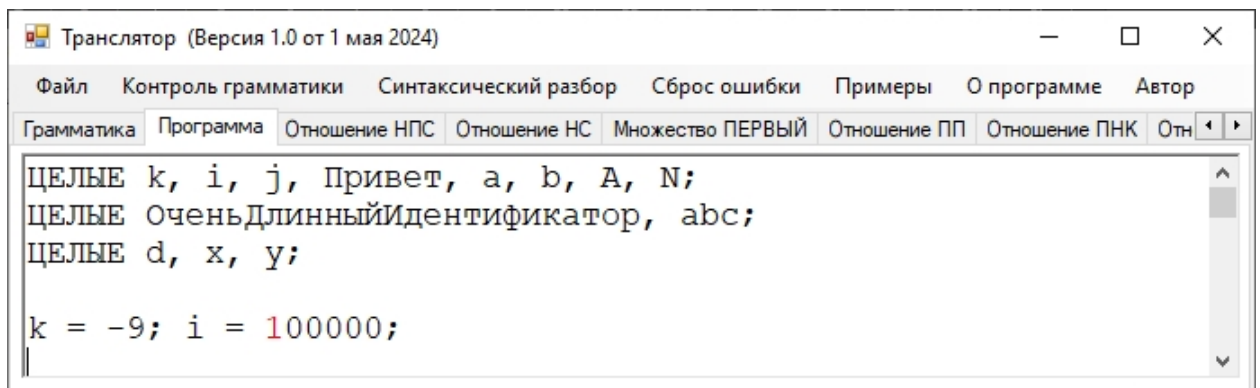 Транслятор (Версия 1.0 от 1 мая 2024)
Файл Контроль грамматики Синтаксический разбор Сброс ошибки Примеры О программе Автор
Грамматика Программа Отношение НПС Отношение НС Множество ПЕРВЫЙ Отношение ПП Отношение ПНК Отн
ЦЕЛЫЕ k, i, j, Привет, a, b, A, N;
ЦЕЛЫЕ ОченьДлинныйИдентификатор, abc;
ЦЕЛЫЕ d, x, y;
k = -9; i = 100000;